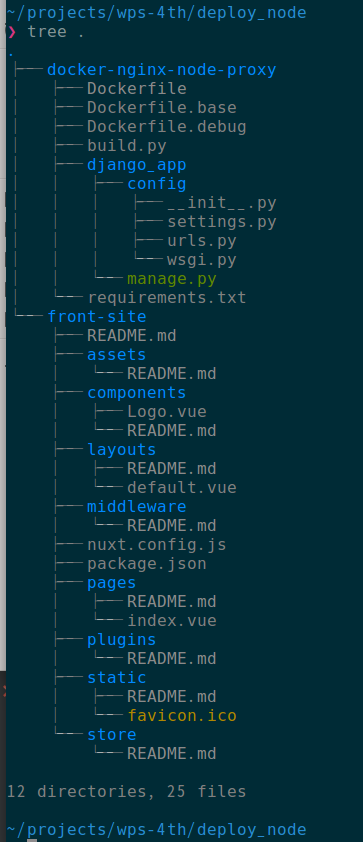 ~/projects/wps-4th/deploy_node
❯ tree .
.
├── docker-nginx-node-proxy
│   ├── Dockerfile
│   ├── Dockerfile.base
│   ├── Dockerfile.debug
│   ├── build.py
│   ├── django_app
│   │   ├── config
│   │   │   ├── __init__.py
│   │   │   ├── settings.py
│   │   │   ├── urls.py
│   │   │   └── wsgi.py
│   │   └── manage.py
│   └── requirements.txt
└── front-site
    ├── README.md
    ├── assets
    │   └── README.md
    ├── components
    │   ├── Logo.vue
    │   └── README.md
    ├── layouts
    │   ├── README.md
    │   └── default.vue
    ├── middleware
    │   └── README.md
    ├── nuxt.config.js
    ├── package.json
    ├── pages
    │   ├── README.md
    │   └── index.vue
    ├── plugins
    │   └── README.md
    ├── static
    │   ├── README.md
    │   └── favicon.ico
    └── store
        └── README.md

12 directories, 25 files

~/projects/wps-4th/deploy_node